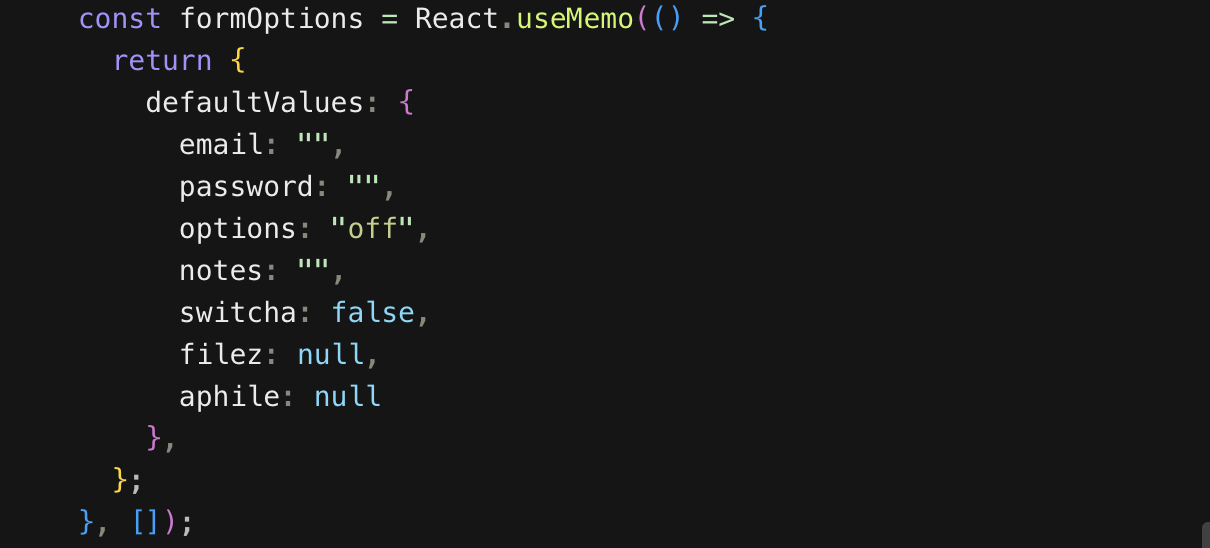 const formOptions = React.useMemo(() => {
  return {
    defaultValues: {
      email: "",
      password: "",
      options: "off",
      notes: "",
      switcha: false,
      filez: null,
      aphile: null
    },
  };
}, []);